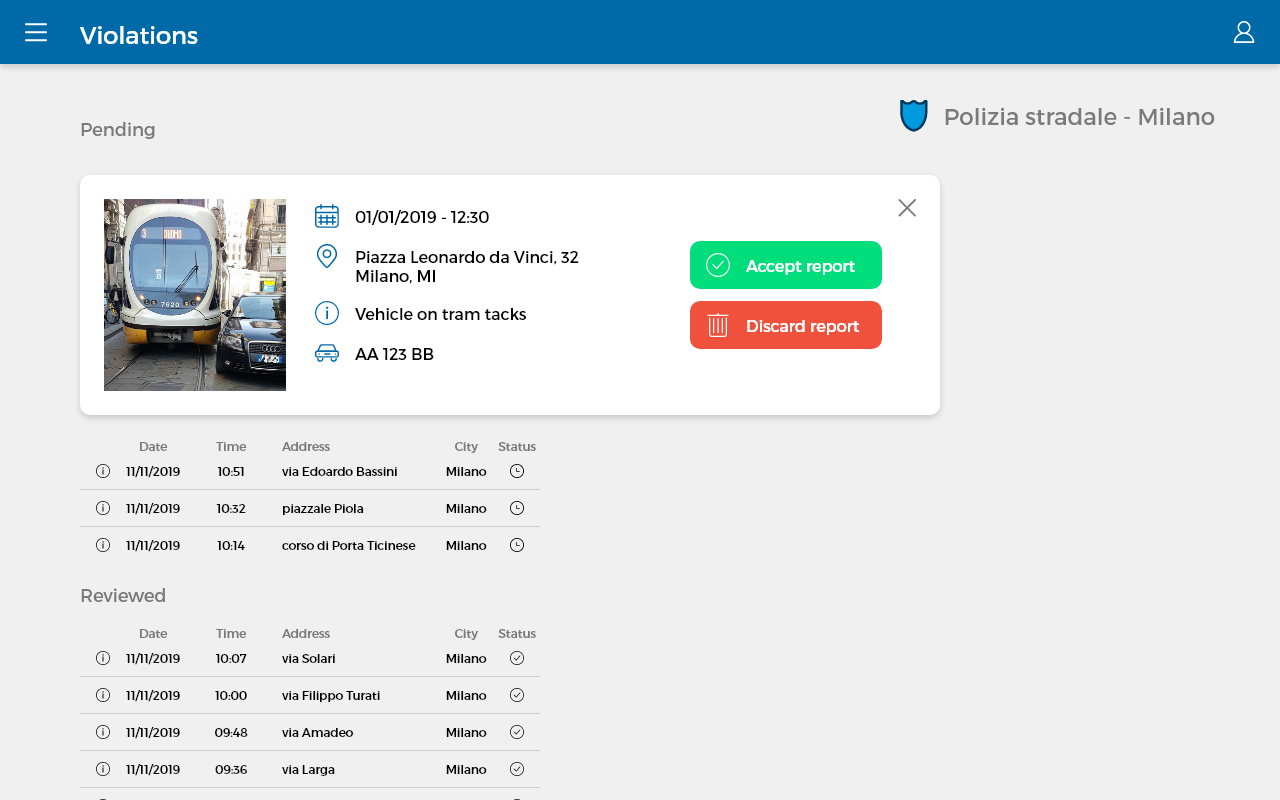 Violations
Polizia stradale - Milano
Pending
3 DUOMO
7620
01/01/2019 - 12:30
Piazza Leonardo da Vinci, 32
Milano, MI
Vehicle on tram tacks
AA 123 BB
Accept report
Discard report
Date Time Address City Status
11/11/2019 10:51 via Edoardo Bassini Milano
11/11/2019 10:32 piazzale Piola Milano
11/11/2019 10:14 corso di Porta Ticinese Milano
Reviewed
Date Time Address City Status
11/11/2019 10:07 via Solari Milano
11/11/2019 10:00 via Filippo Turati Milano
11/11/2019 09:48 via Amadeo Milano
11/11/2019 09:36 via Larga Milano